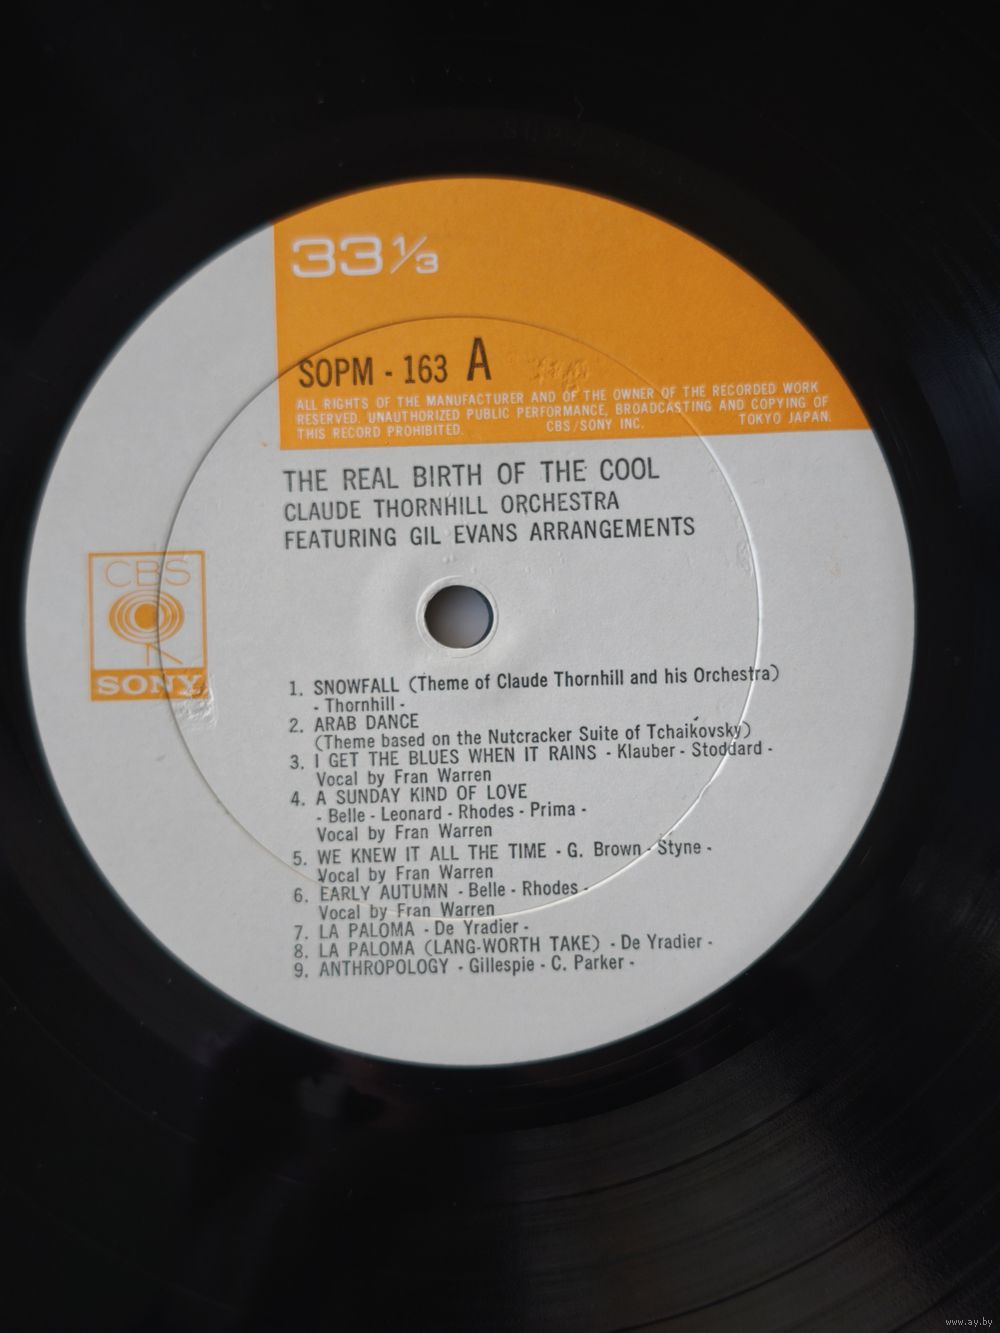 33 1/3
SOPM - 163 A
ALL RIGHTS OF THE MANUFACTURER AND OF THE OWNER OF THE RECORDED WORK
RESERVED. UNAUTHORIZED PUBLIC PERFORMANCE, BROADCASTING AND COPYING OF
THIS RECORD PROHIBITED. CBS/SONY INC. TOKYO JAPAN.
THE REAL BIRTH OF THE COOL
CLAUDE THORNHILL ORCHESTRA
FEATURING GIL EVANS ARRANGEMENTS
CBS
SONY
1. SNOWFALL (Theme of Claude Thornhill and his Orchestra)
- Thornhill -
2. ARAB DANCE
(Theme based on the Nutcracker Suite of Tchaikovsky)
3. I GET THE BLUES WHEN IT RAINS - Klauber - Stoddard -
Vocal by Fran Warren
4. A SUNDAY KIND OF LOVE
- Belle - Leonard - Rhodes - Prima -
Vocal by Fran Warren
5. WE KNEW IT ALL THE TIME - G. Brown - Styne -
Vocal by Fran Warren
6. EARLY AUTUMN - Belle - Rhodes -
Vocal by Fran Warren
7. LA PALOMA - De Yradier -
8. LA PALOMA (LANG-WORTH TAKE) - De Yradier -
9. ANTHROPOLOGY - Gillespie - C. Parker -
www.ay.by